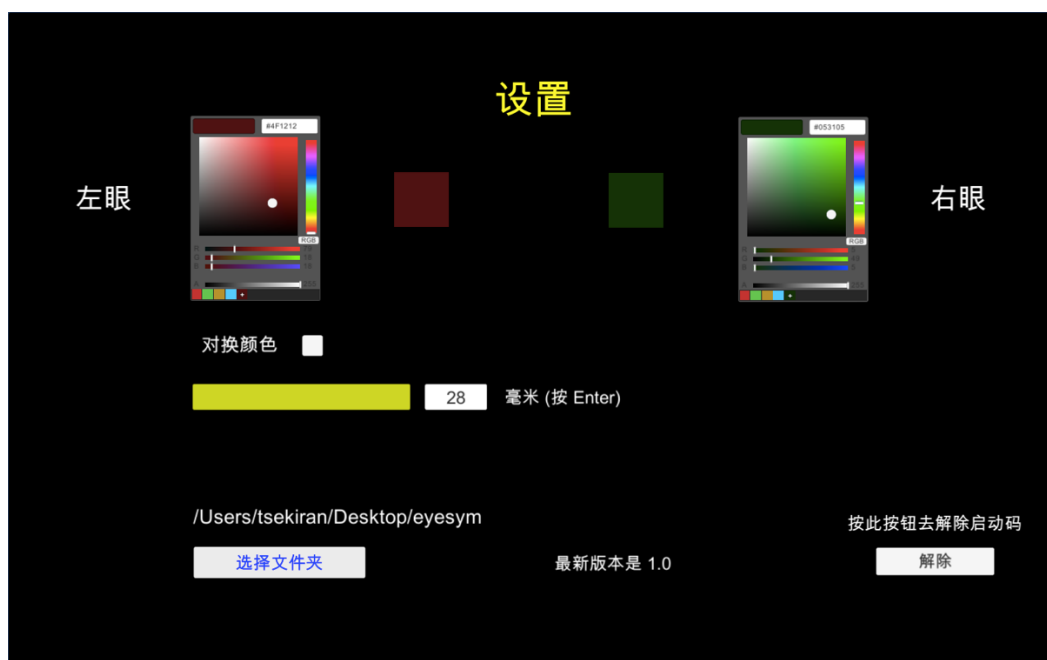 设置
#4F1212
#053105
左眼
右眼
RGB
RGB
R
G
B
A
对换颜色
28 毫米 (按 Enter)
/Users/tsekiran/Desktop/eyesym
按此按钮去解除启动码
选择文件夹
最新版本是 1.0
解除